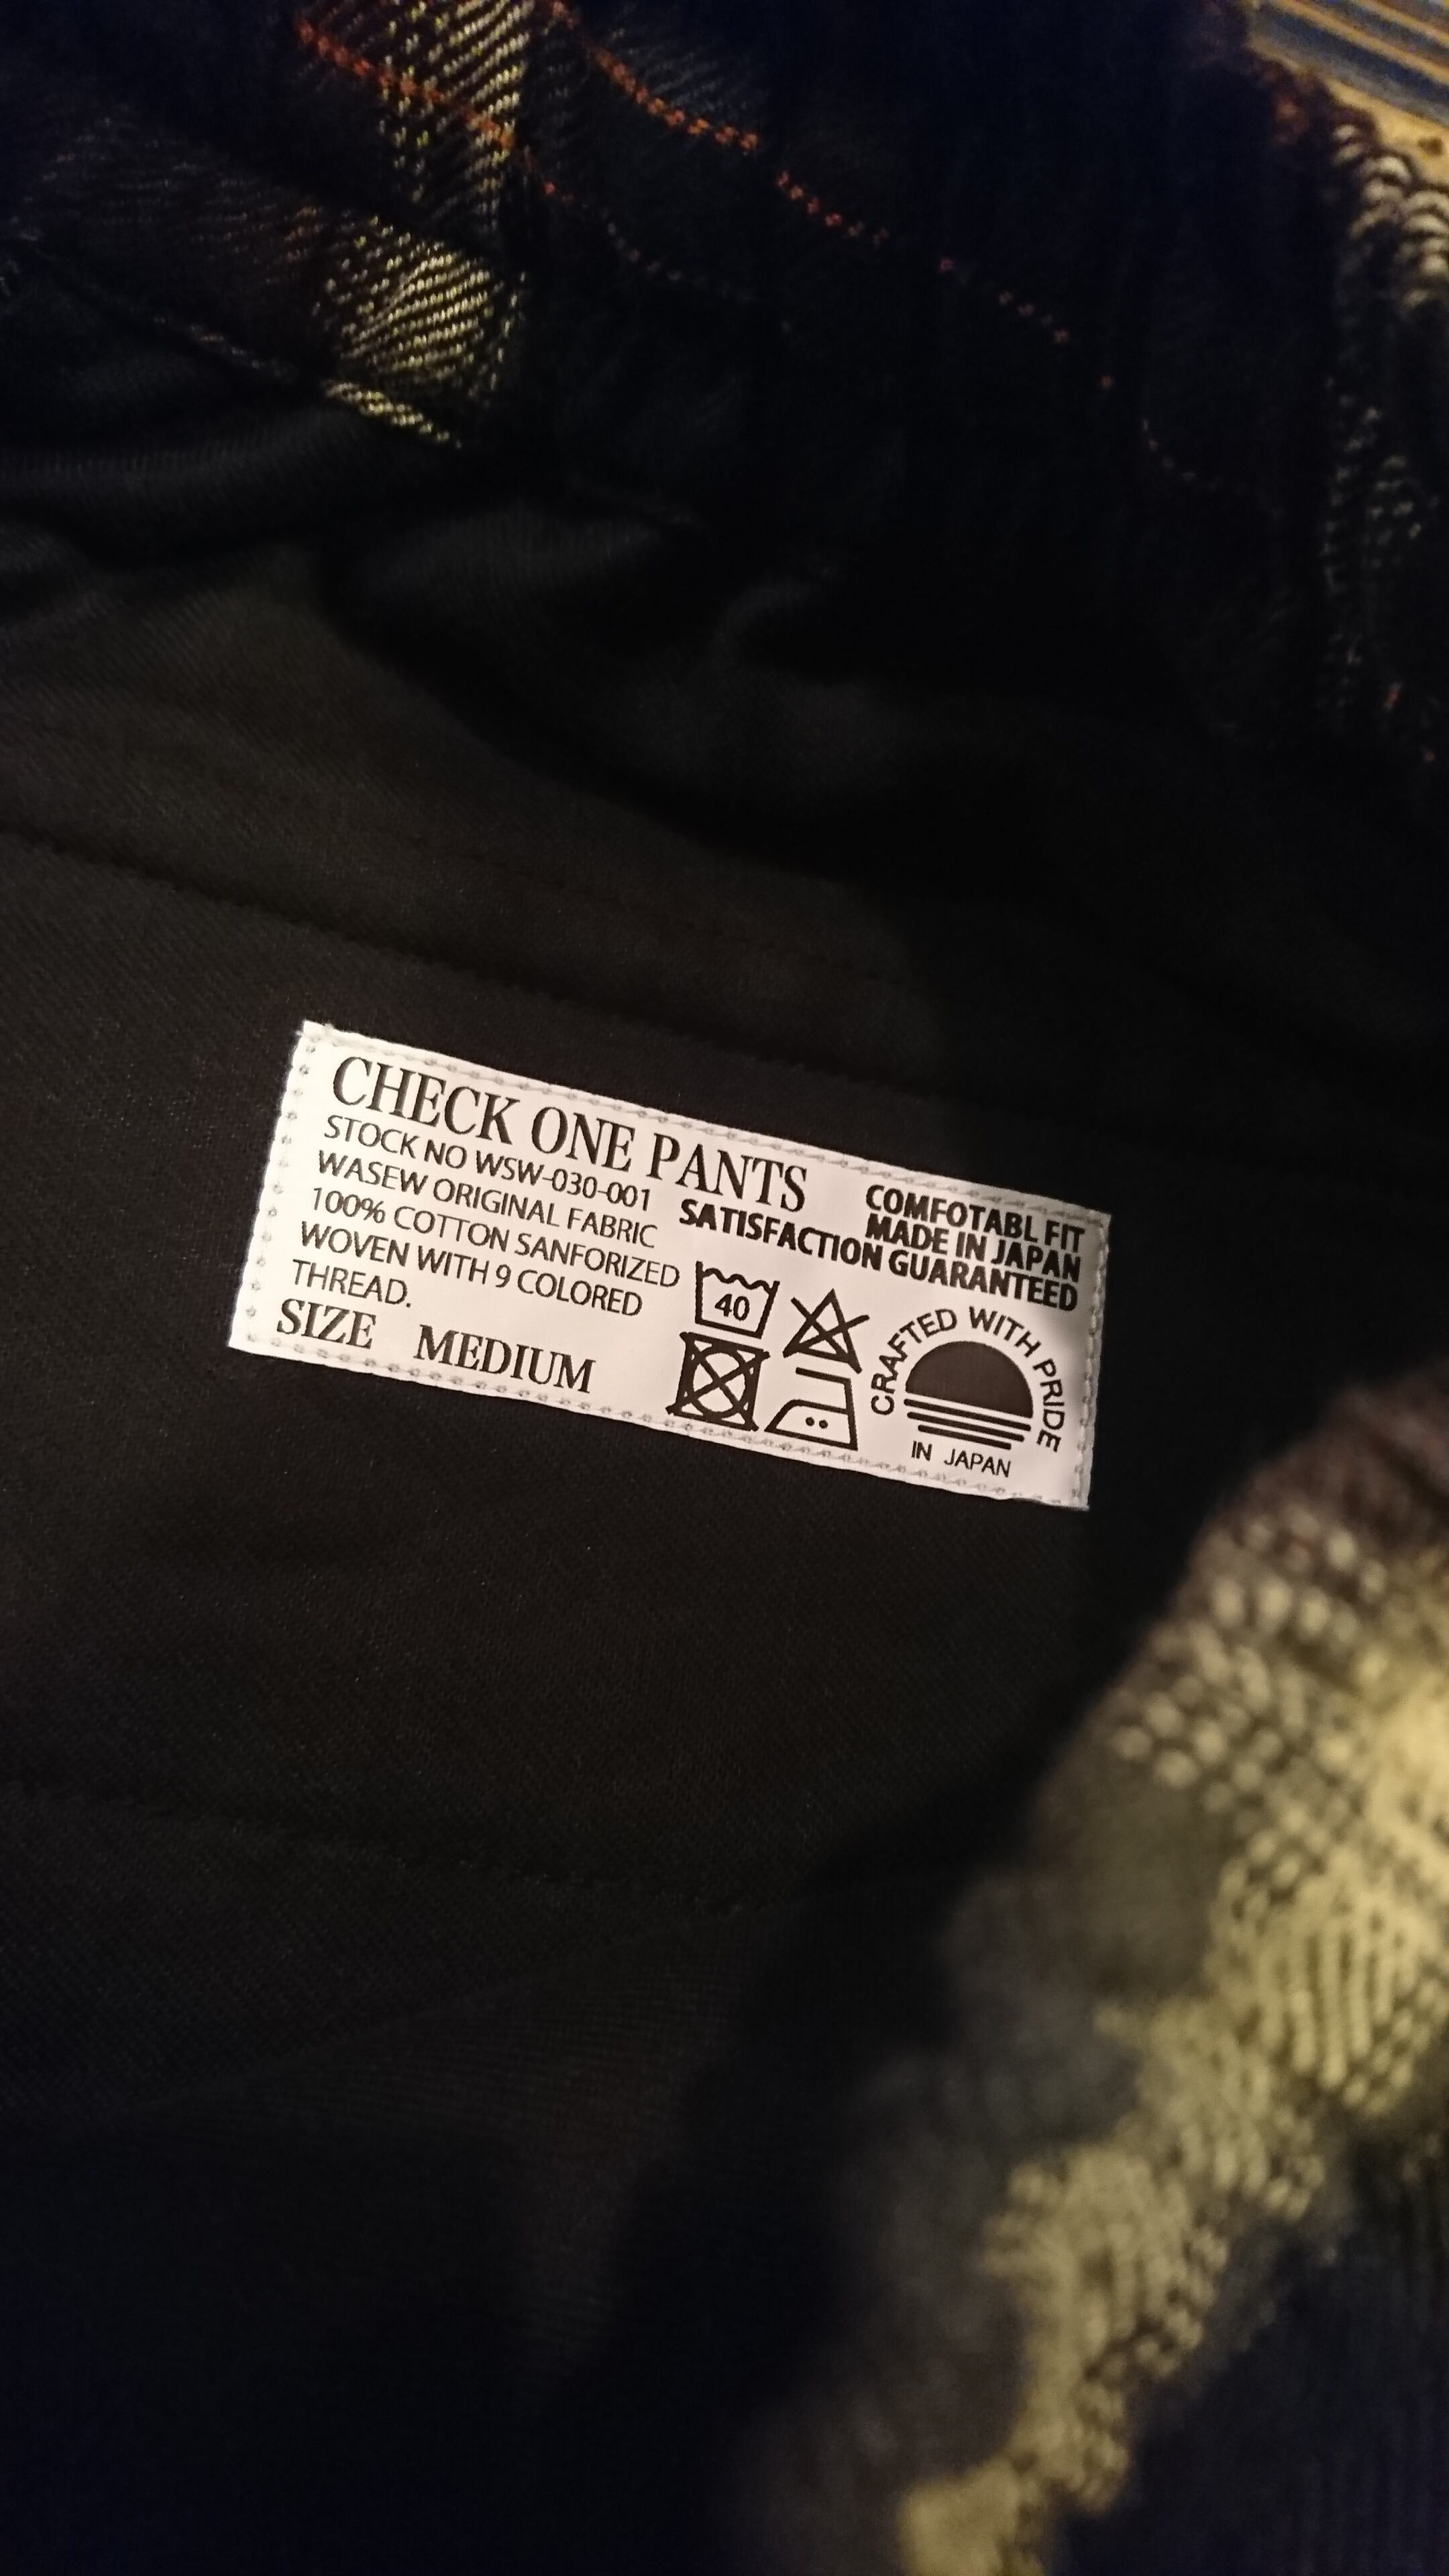 CHECK ONE PANTS
STOCK NO WSW-030-001
WASEW ORIGINAL FABRIC
100% COTTON SANFORIZED
WOVEN WITH 9 COLORED
THREAD.
SIZE MEDIUM
COMFOTABL FIT
MADE IN JAPAN
SATISFACTION GUARANTEED
40
CRAFTED WITH PRIDE
IN JAPAN